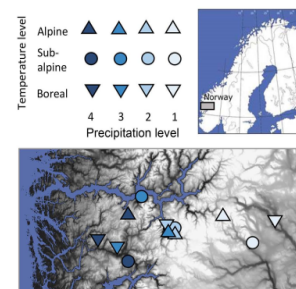 Temperature level
Alpine
Sub-
alpine
Boreal
4 3 2 1
Precipitation level
Norway